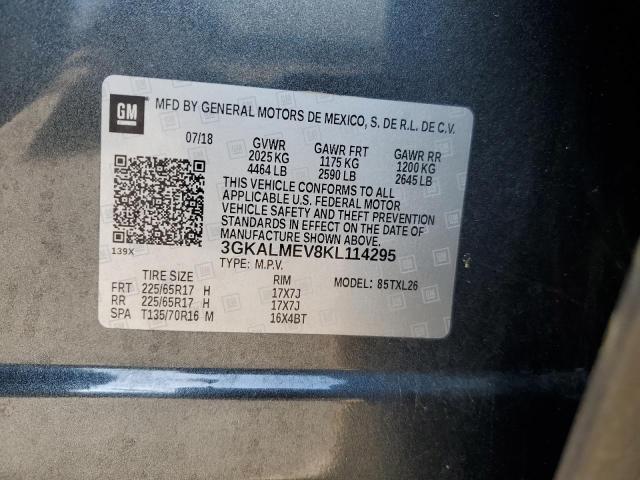 GM
MFD BY GENERAL MOTORS DE MEXICO, S. DE R.L. DE C.V.
07/18 GVWR GAWR FRT GAWR RR
2025 KG 1175 KG 1200 KG
4464 LB 2590 LB 2645 LB
THIS VEHICLE CONFORMS TO ALL
APPLICABLE U.S. FEDERAL MOTOR
VEHICLE SAFETY AND THEFT PREVENTION
STANDARDS IN EFFECT ON THE DATE OF
MANUFACTURE SHOWN ABOVE.
139X 3GKALMEV8KL114295
TYPE: M.P.V.
TIRE SIZE RIM MODEL: 85TXL26
FRT 225/65R17 H 17X7J
RR 225/65R17 H 17X7J
SPA T135/70R16 M 16X4BT